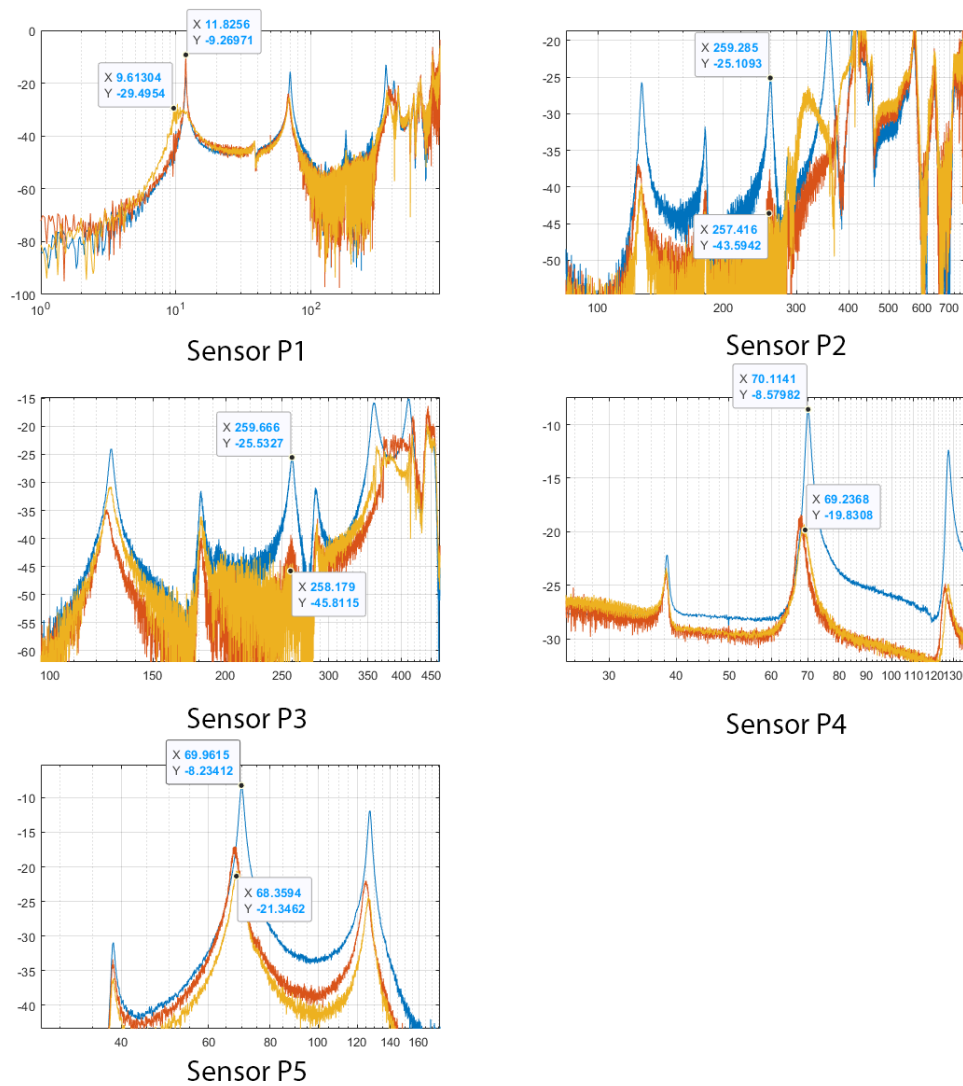 X 11.8256
Y -9.26971
X 9.61304
Y -29.4954
0
-20
-40
-60
-80
-100
10^0 10^1 10^2
Sensor P1
X 259.285
Y -25.1093
X 257.416
Y -43.5942
-20
-25
-30
-35
-40
-45
-50
100 200 300 400 500 600 700
Sensor P2
X 259.666
Y -25.5327
X 258.179
Y -45.8115
-15
-20
-25
-30
-35
-40
-45
-50
-55
-60
100 150 200 250 300 350 400 450
Sensor P3
X 70.1141
Y -8.57982
X 69.2368
Y -19.8308
-10
-15
-20
-25
-30
30 40 50 60 70 80 90 100 110 120 130
Sensor P4
X 69.9615
Y -8.23412
X 68.3594
Y -21.3462
-10
-15
-20
-25
-30
-35
-40
40 60 80 100 120 140 160
Sensor P5